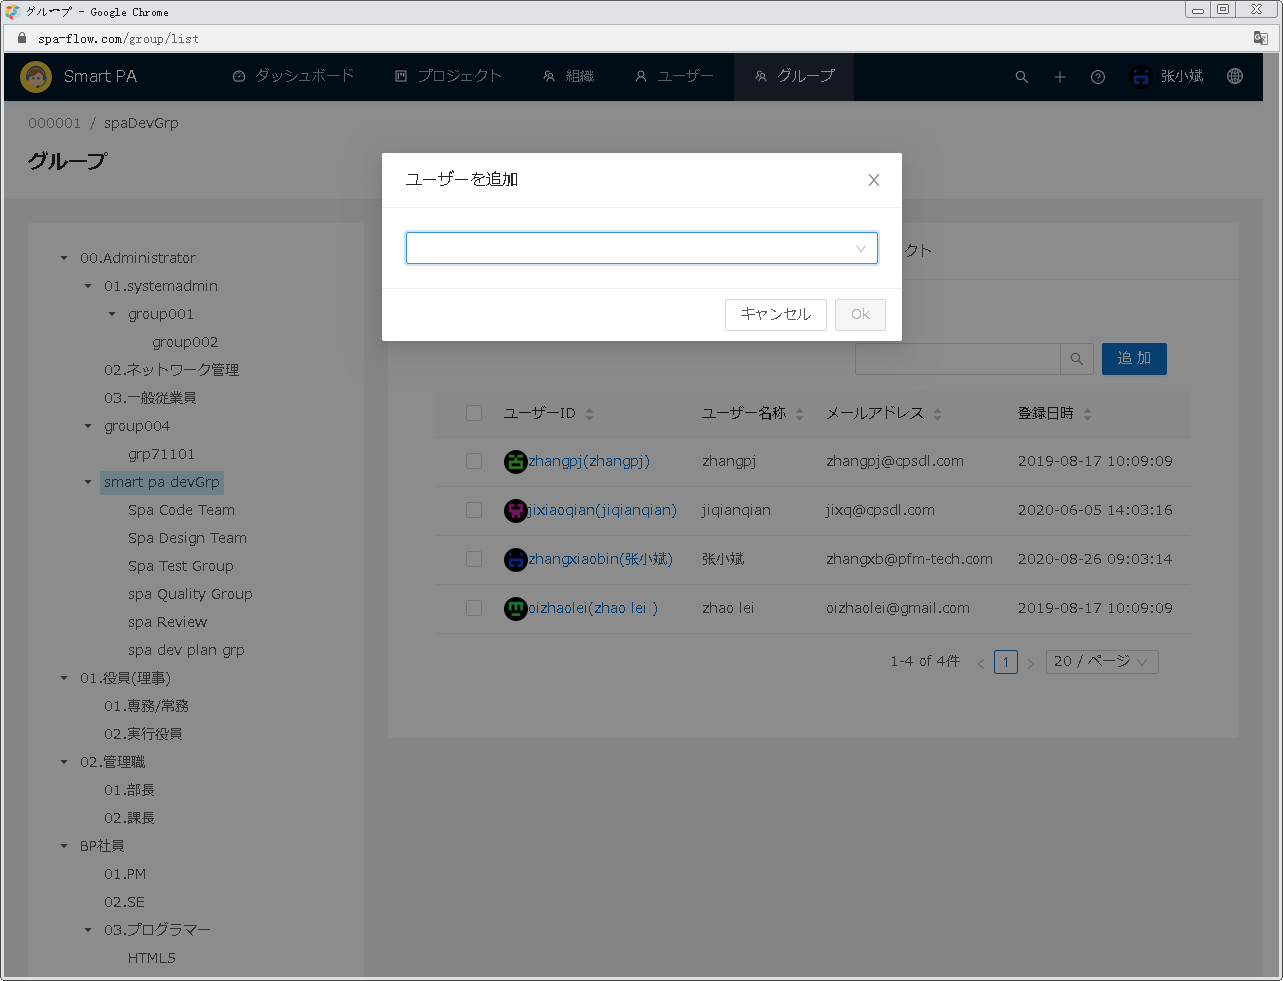 グループ - Google Chrome
spa-flow.com/group/list
Smart PA ダッシュボード プロジェクト 組織 ユーザー グループ 张小斌
000001 / spaDevGrp
グループ
ユーザーを追加
キャンセル Ok
クト
追 加
00.Administrator
01.systemadmin
group001
group002
02.ネットワーク管理
03.一般従業員
group004
grp71101
smart pa devGrp
Spa Code Team
Spa Design Team
Spa Test Group
spa Quality Group
spa Review
spa dev plan grp
01.役員(理事)
01.専務/常務
02.実行役員
02.管理職
01.部長
02.課長
BP社員
01.PM
02.SE
03.プログラマー
HTML5
ユーザーID ユーザー名称 メールアドレス 登録日時
zhangpj(zhangpj) zhangpj zhangpj@cpsdl.com 2019-08-17 10:09:09
jixiaoqian(jiqianqian) jiqianqian jixq@cpsdl.com 2020-06-05 14:03:16
zhangxiaobin(张小斌) 张小斌 zhangxb@pfm-tech.com 2020-08-26 09:03:14
oizhaolei(zhao lei ) zhao lei oizhaolei@gmail.com 2019-08-17 10:09:09
1-4 of 4件 < 1 > 20 / ページ